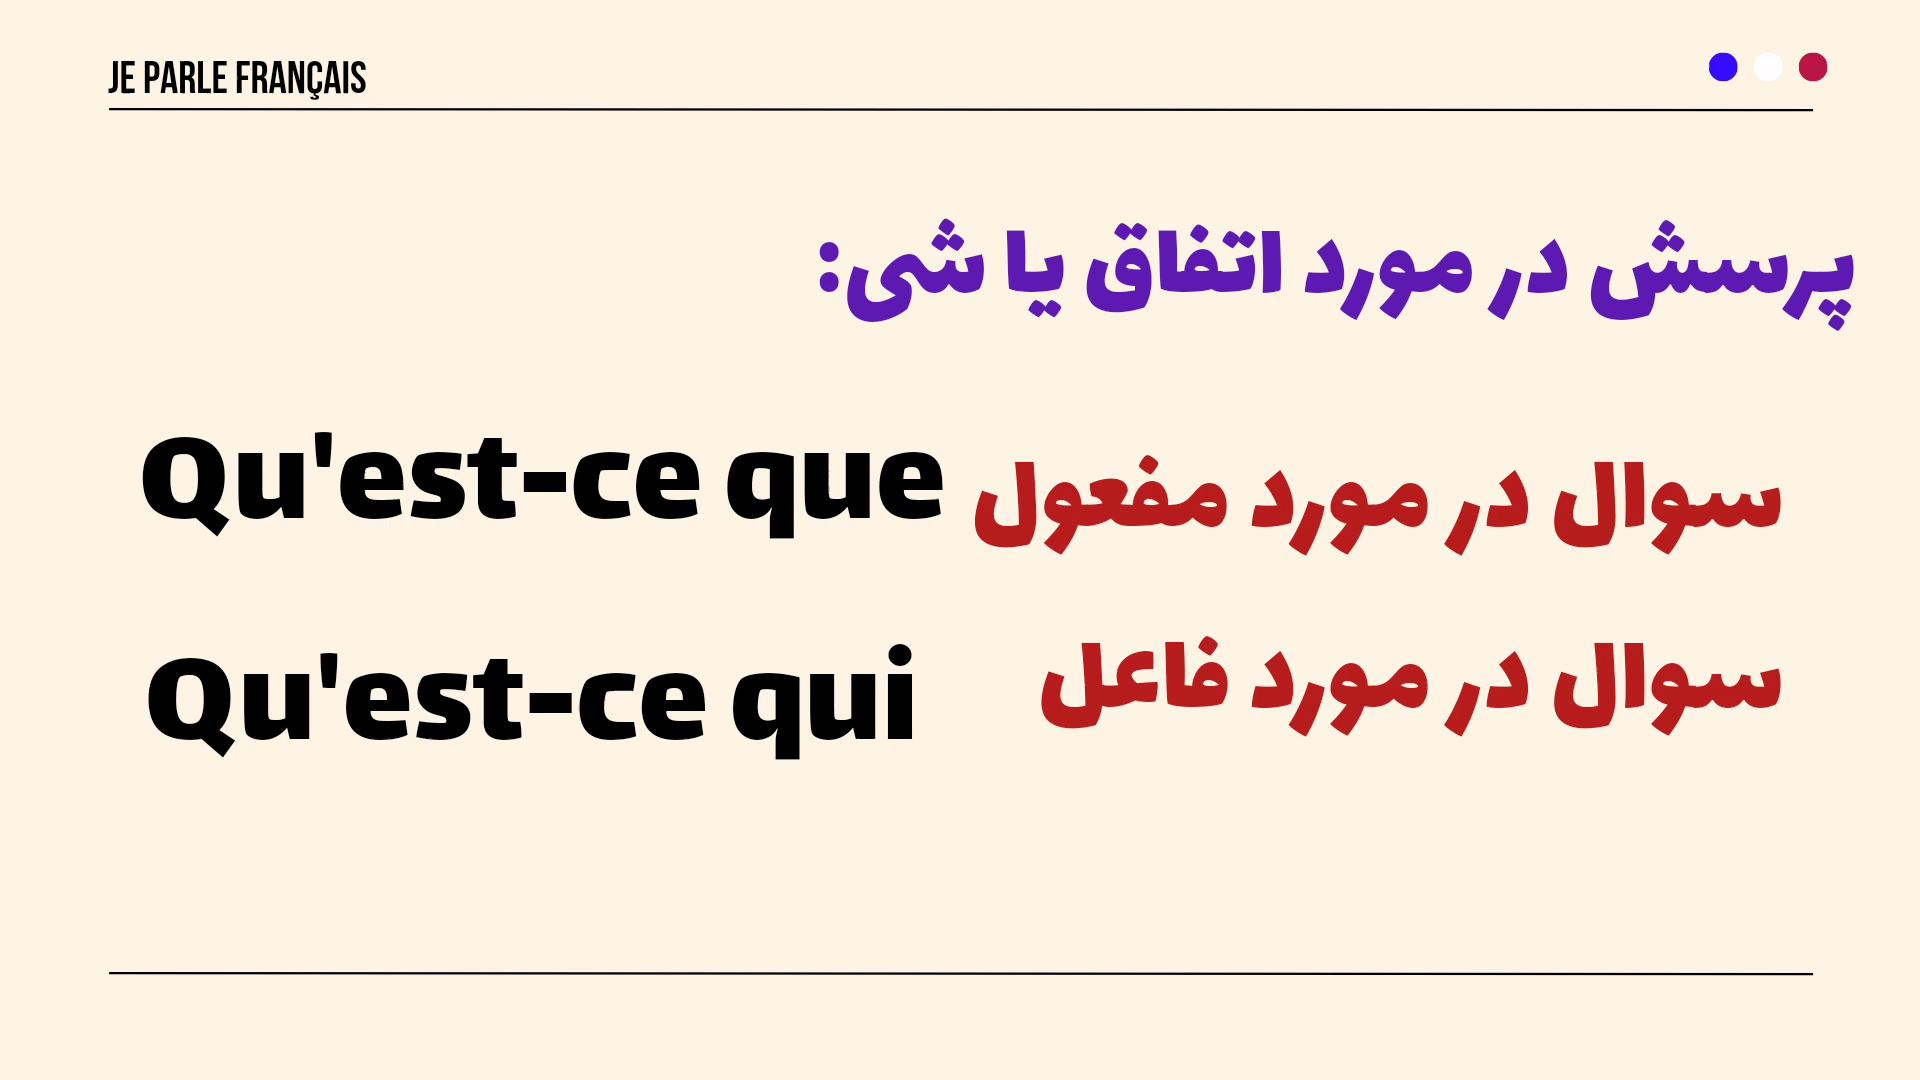 JE PARLE FRANÇAIS
پرسش در مورد اتفاق یا شی:
Qu'est-ce que سوال در مورد مفعول
Qu'est-ce qui سوال در مورد فاعل